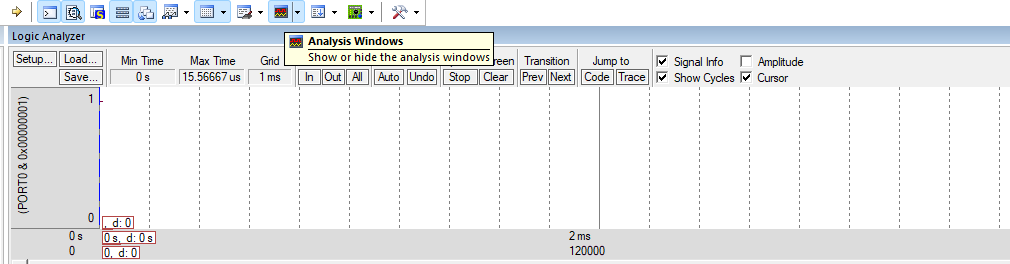 Logic Analyzer
Analysis Windows
Show or hide the analysis windows
Setup... Load... Min Time Max Time Grid reen Transition Jump to Signal Info Amplitude
Save... 0 s 15.56667 us 1 ms In Out All Auto Undo Stop Clear Prev Next Code Trace Show Cycles Cursor
(PORT0 & 0x00000001)
1
0 , d: 0
0 s 0 s, d: 0 s 2 ms
0 0, d: 0 120000